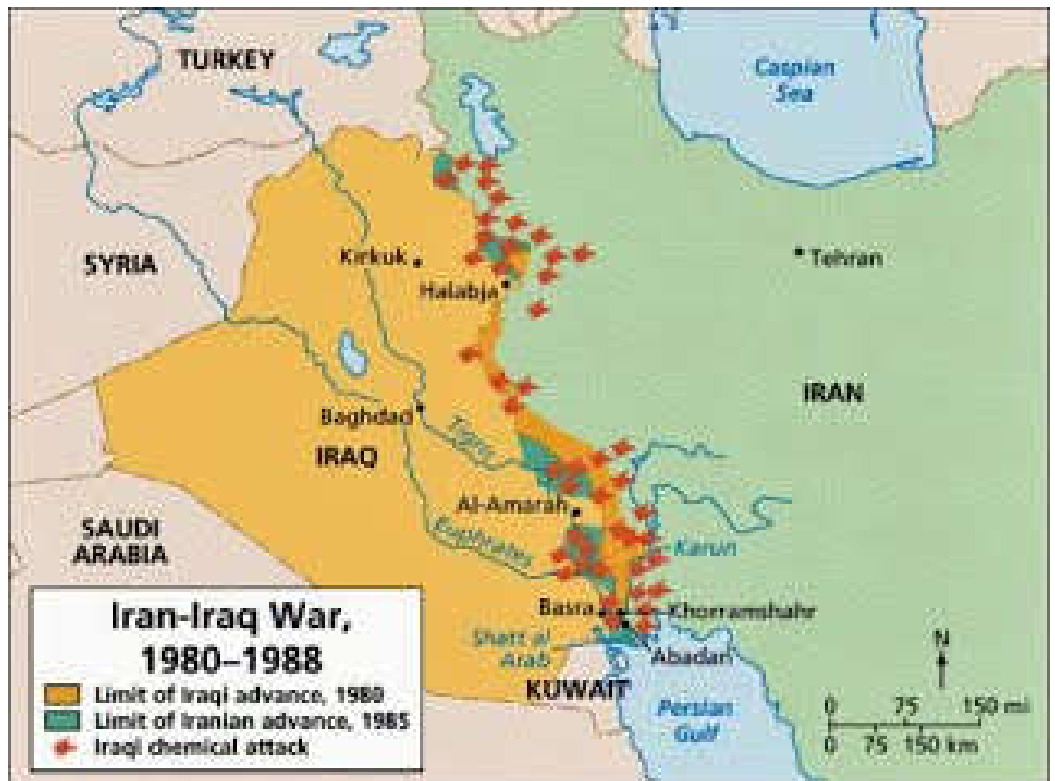 TURKEY
Caspian
Sea
SYRIA
Kirkuk
Tehran
Halabja
IRAN
Baghdad
Tigris
IRAQ
Al-Amarah
SAUDI
ARABIA
Euphrates
Karun
Basra
Khorramshahr
Shatt al
Arab
Abadan
KUWAIT
Persian
Gulf
Iran-Iraq War,
1980–1988
Limit of Iraqi advance, 1980
Limit of Iranian advance, 1985
Iraqi chemical attack
N
0 75 150 mi
0 75 150 km